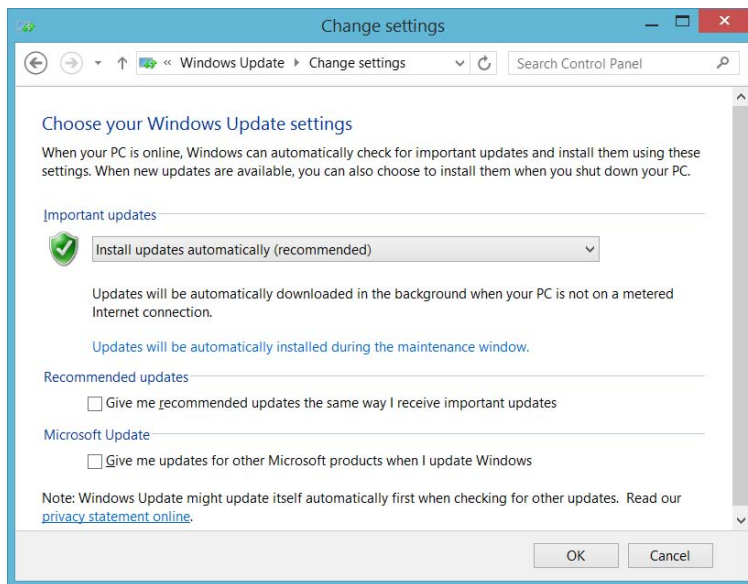 Change settings
« Windows Update Change settings
Search Control Panel
Choose your Windows Update settings
When your PC is online, Windows can automatically check for important updates and install them using these
settings. When new updates are available, you can also choose to install them when you shut down your PC.
Important updates
Install updates automatically (recommended)
Updates will be automatically downloaded in the background when your PC is not on a metered
Internet connection.
Updates will be automatically installed during the maintenance window.
Recommended updates
Give me recommended updates the same way I receive important updates
Microsoft Update
Give me updates for other Microsoft products when I update Windows
Note: Windows Update might update itself automatically first when checking for other updates. Read our
privacy statement online.
OK Cancel